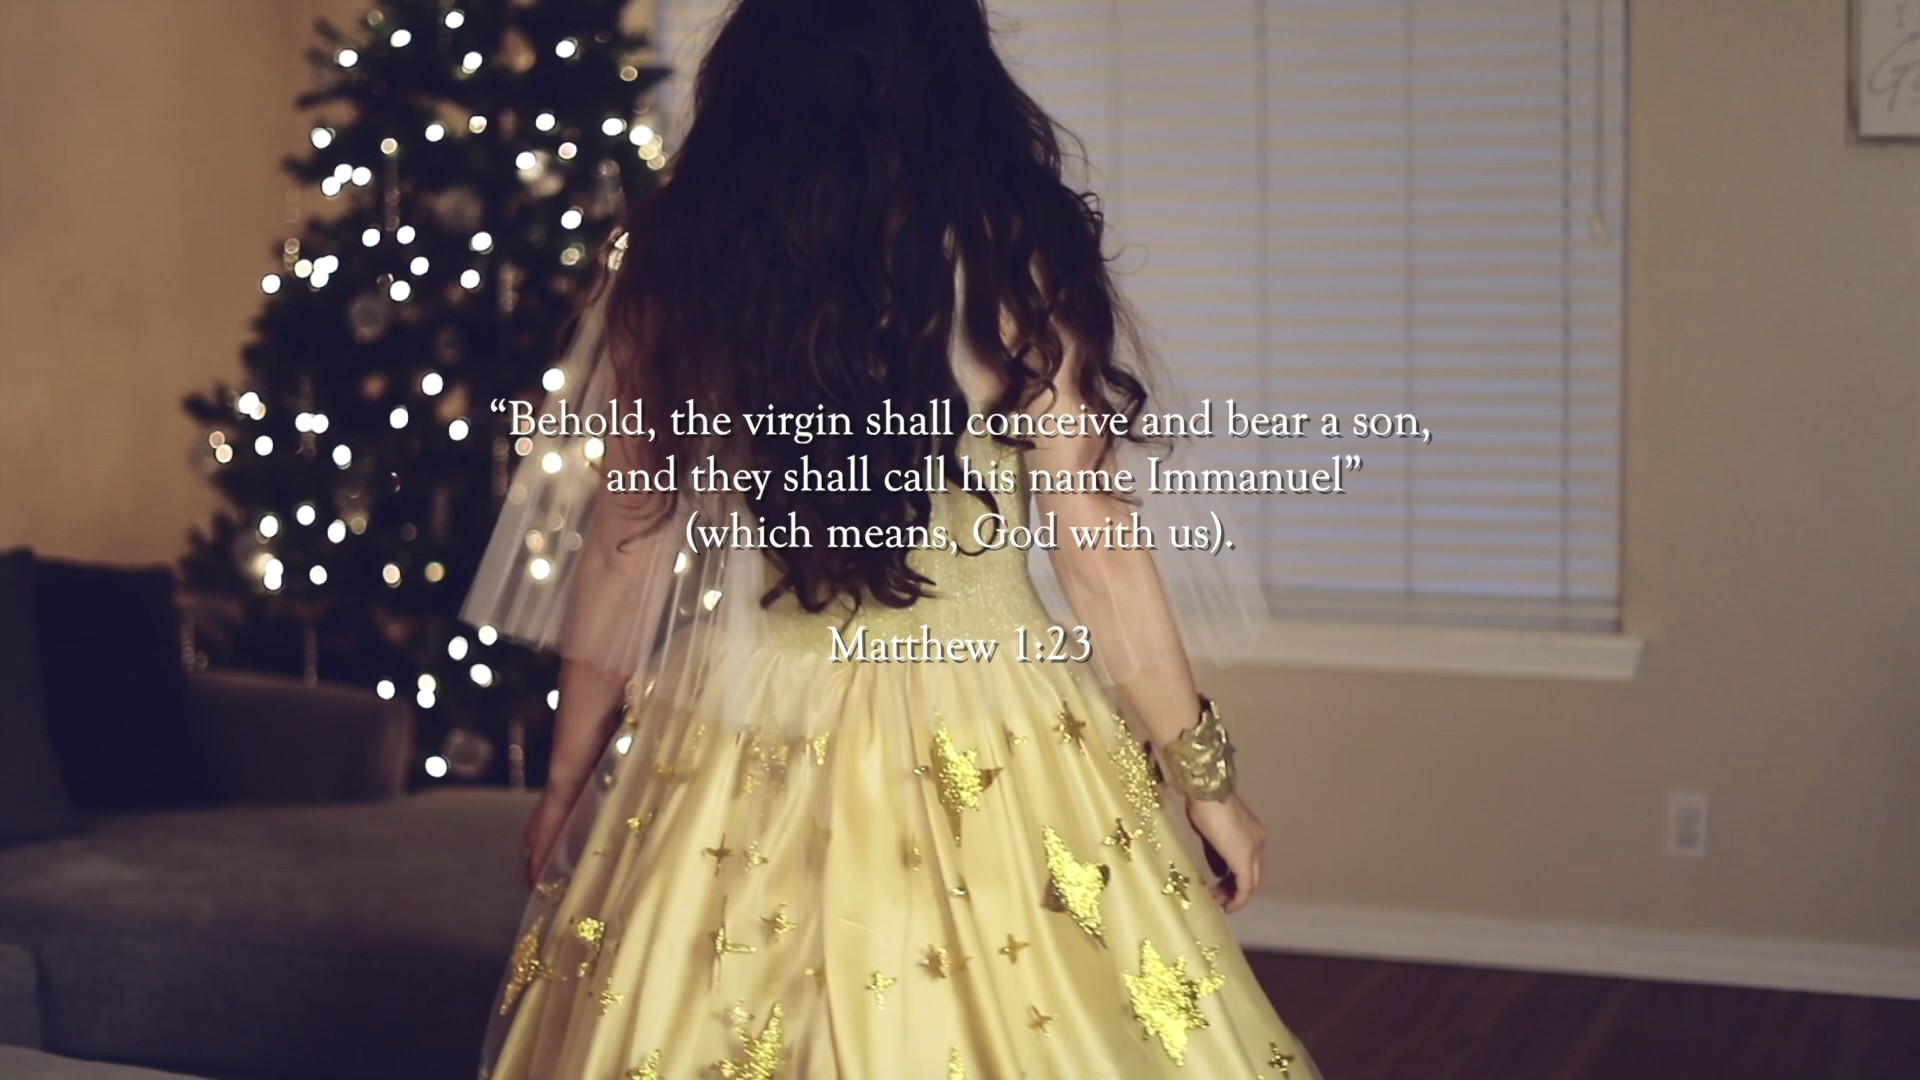 “Behold, the virgin shall conceive and bear a son,
and they shall call his name Immanuel”
(which means, God with us).
Matthew 1:23